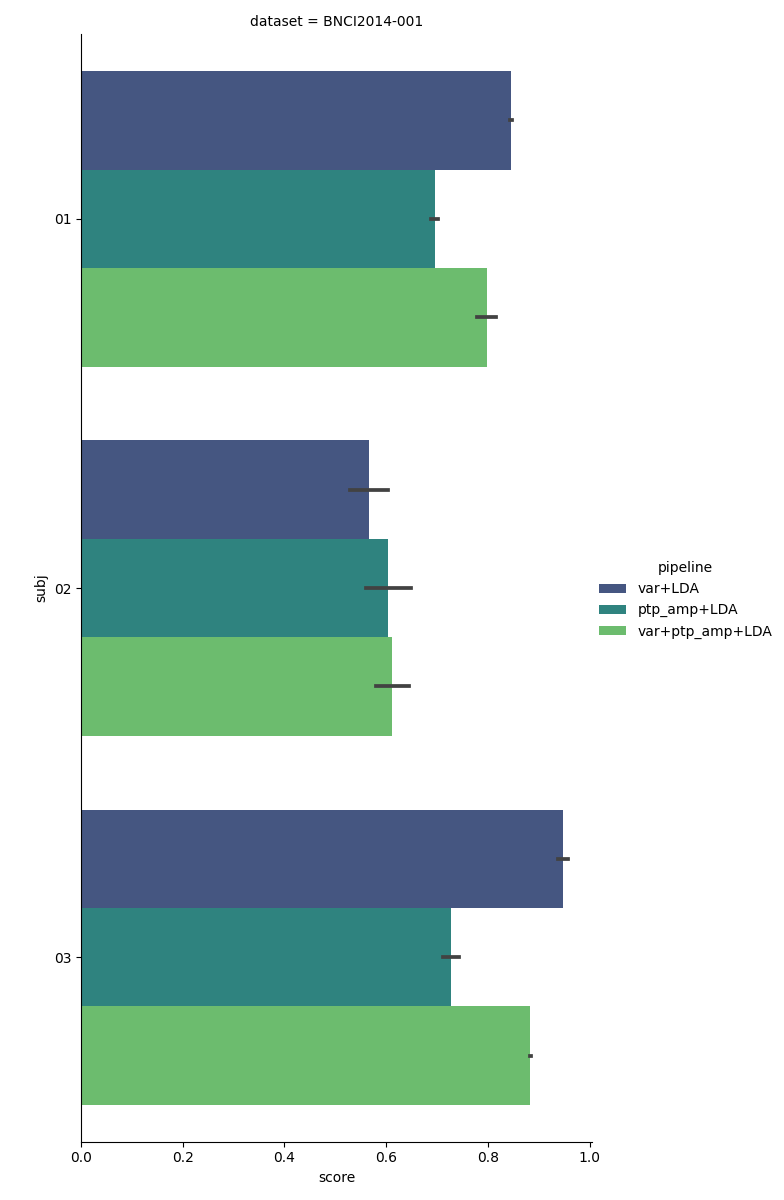 dataset = BNCI2014-001
01
02
03
subj
0.0 0.2 0.4 0.6 0.8 1.0
score
pipeline
var+LDA
ptp_amp+LDA
var+ptp_amp+LDA